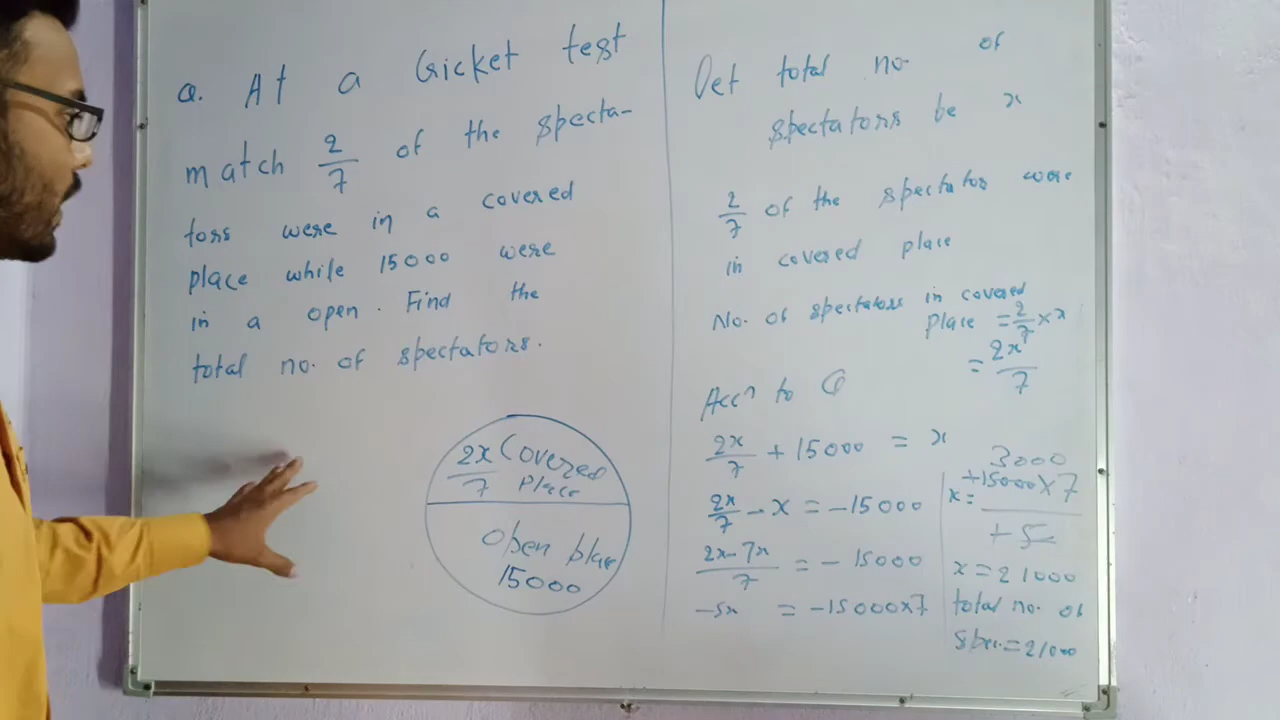 Q. At a Cricket test
match 2/7 of the specta-
tors were in a covered
place while 15000 were
in a open. Find the
total no. of spectators.
2x/7 Covered
Place
Open place
15000
Let total no. of
spectators be x
2/7 of the spectators were
in covered place
No. of spectators in covered
place = 2/7 × x
= 2x/7
Accn to Q
2x/7 + 15000 = x
2x/7 - x = -15000
2x-7x/7 = -15000
-5x = -15000×7
3000
x = +15000×7/+5
x = 21000
total no. of
spec. = 21000